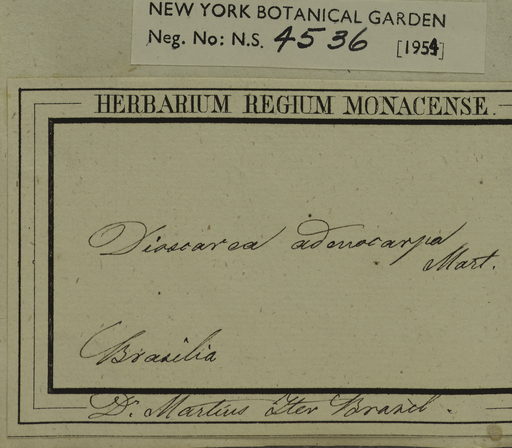 NEW YORK BOTANICAL GARDEN
Neg. No: N.S. 4536 [1954]
HERBARIUM REGIUM MONACENSE.
Dioscorea adenocarpa
Mart.
Brasilia
Dr. Martius Iter Brasil.